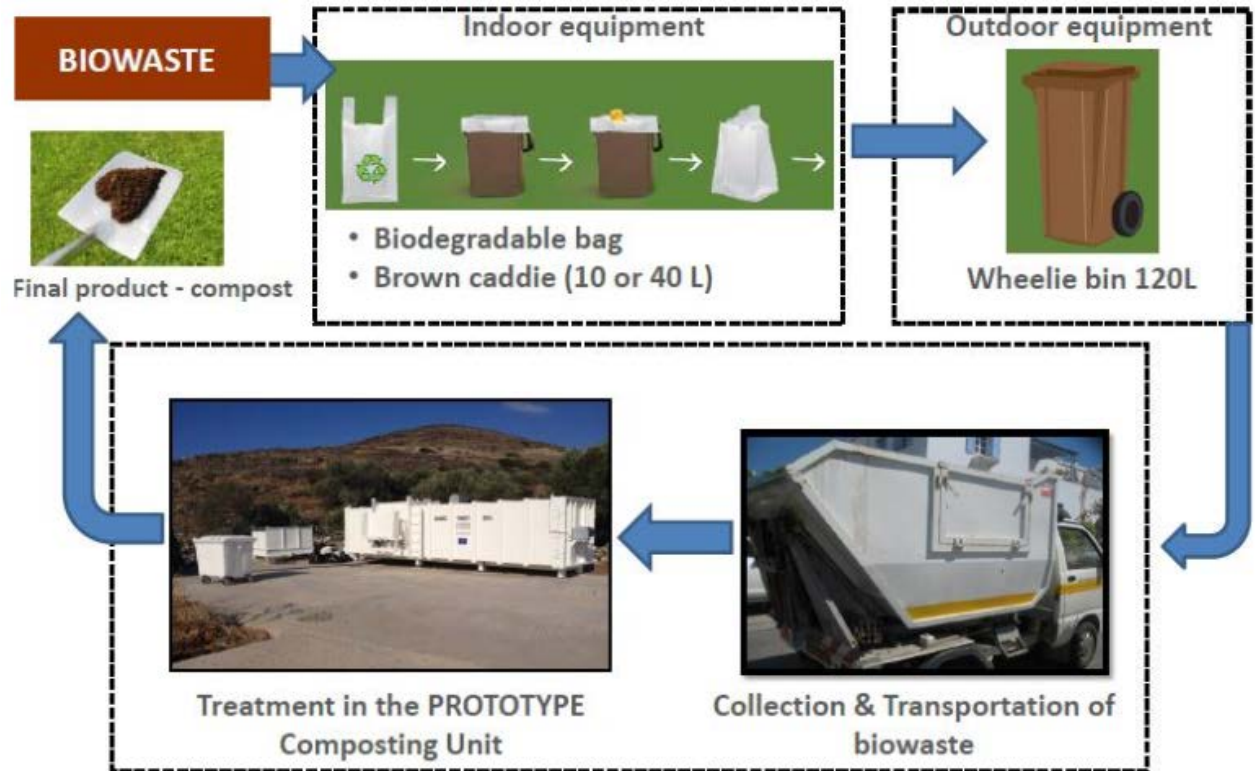 BIOWASTE
Indoor equipment
Outdoor equipment
• Biodegradable bag
• Brown caddie (10 or 40 L)
Wheelie bin 120L
Final product - compost
Treatment in the PROTOTYPE
Composting Unit
Collection & Transportation of
biowaste